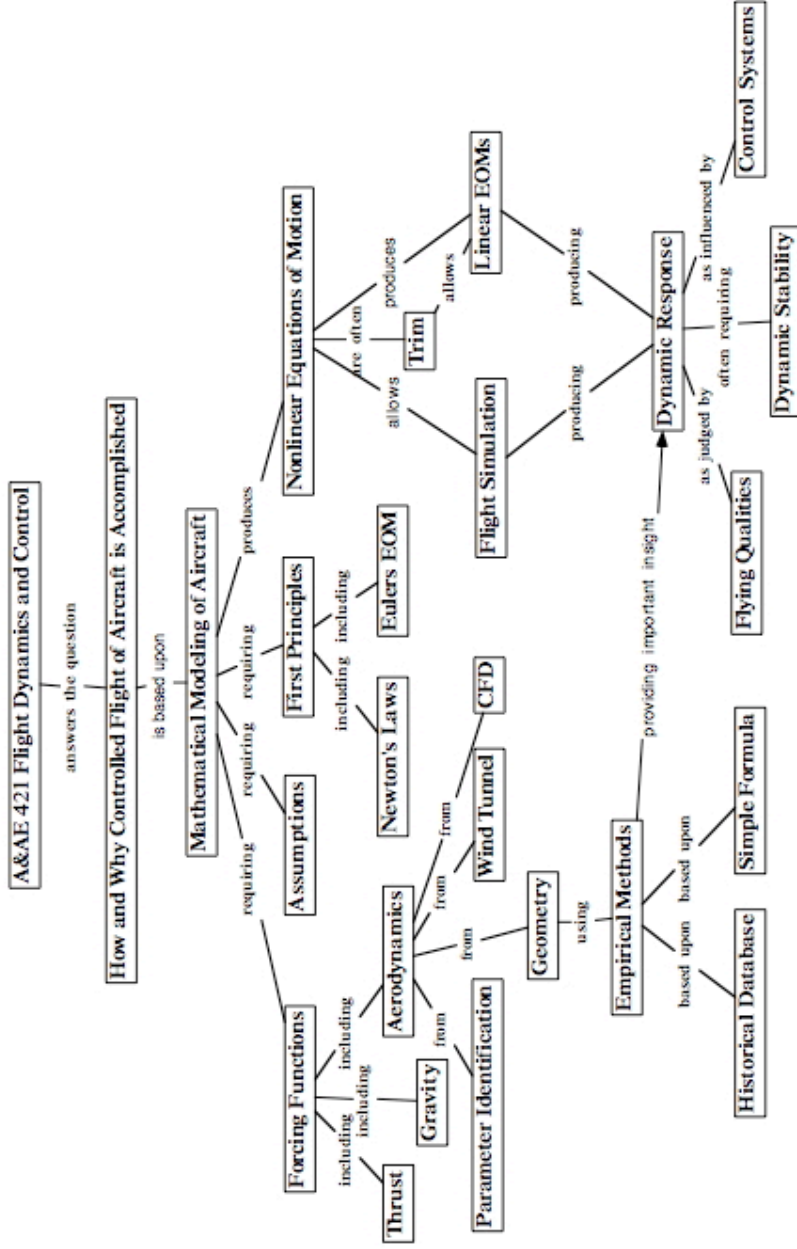 A&AE 421 Flight Dynamics and Control
answers the question
How and Why Controlled Flight of Aircraft is Accomplished
is based upon
Mathematical Modeling of Aircraft
requiring
requiring
requiring
produces
Forcing Functions
Assumptions
First Principles
Nonlinear Equations of Motion
including
including
including
including
including
allows
are often
produces
Thrust
Gravity
Aerodynamics
Newton's Laws
Eulers EOM
Trim
allows
from
from
from
from
Parameter Identification
Geometry
Wind Tunnel
CFD
Flight Simulation
Linear EOMs
using
producing
producing
Empirical Methods
providing important insight
Dynamic Response
based upon
based upon
as judged by
often requiring
as influenced by
Historical Database
Simple Formula
Flying Qualities
Dynamic Stability
Control Systems